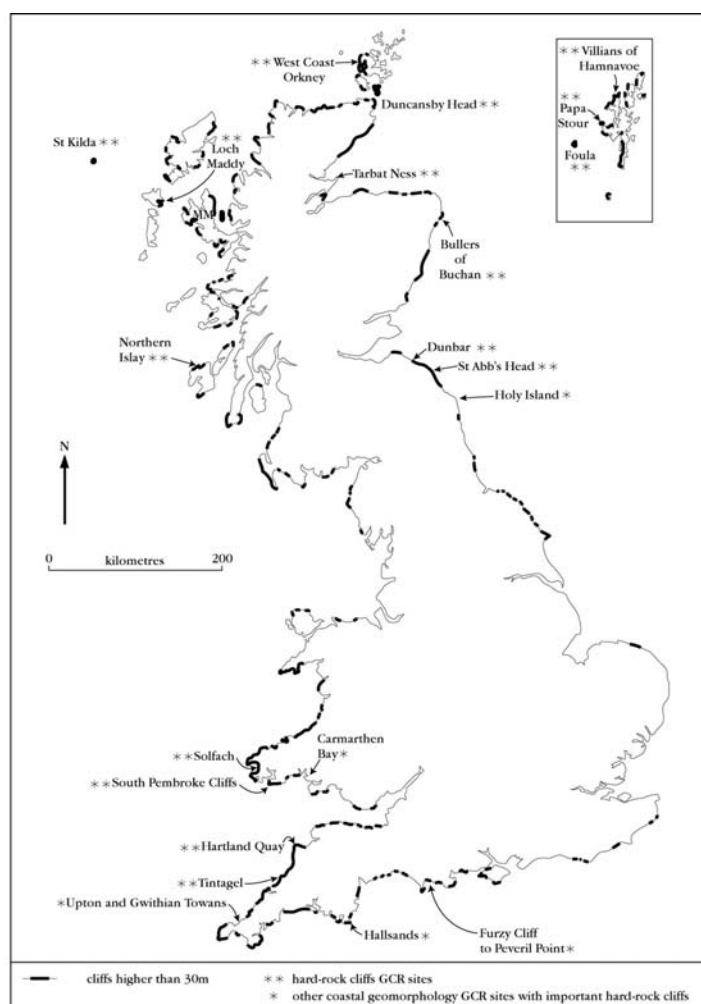 ** West Coast
Orkney
Duncansby Head **
** Villians of
Hamnavoe
**
Papa
Stour
Foula
**
St Kilda **
**
Loch
Maddy
MM
Tarbat Ness **
Bullers
of
Buchan **
Northern
Islay **
Dunbar **
St Abb's Head **
Holy Island *
N
0 kilometres 200
**Solfach
Carmarthen
Bay*
**South Pembroke Cliffs
**Hartland Quay
**Tintagel
*Upton and Gwithian Towans
Hallsands *
Furzy Cliff
to Peveril Point*
cliffs higher than 30m
** hard-rock cliffs GCR sites
* other coastal geomorphology GCR sites with important hard-rock cliffs